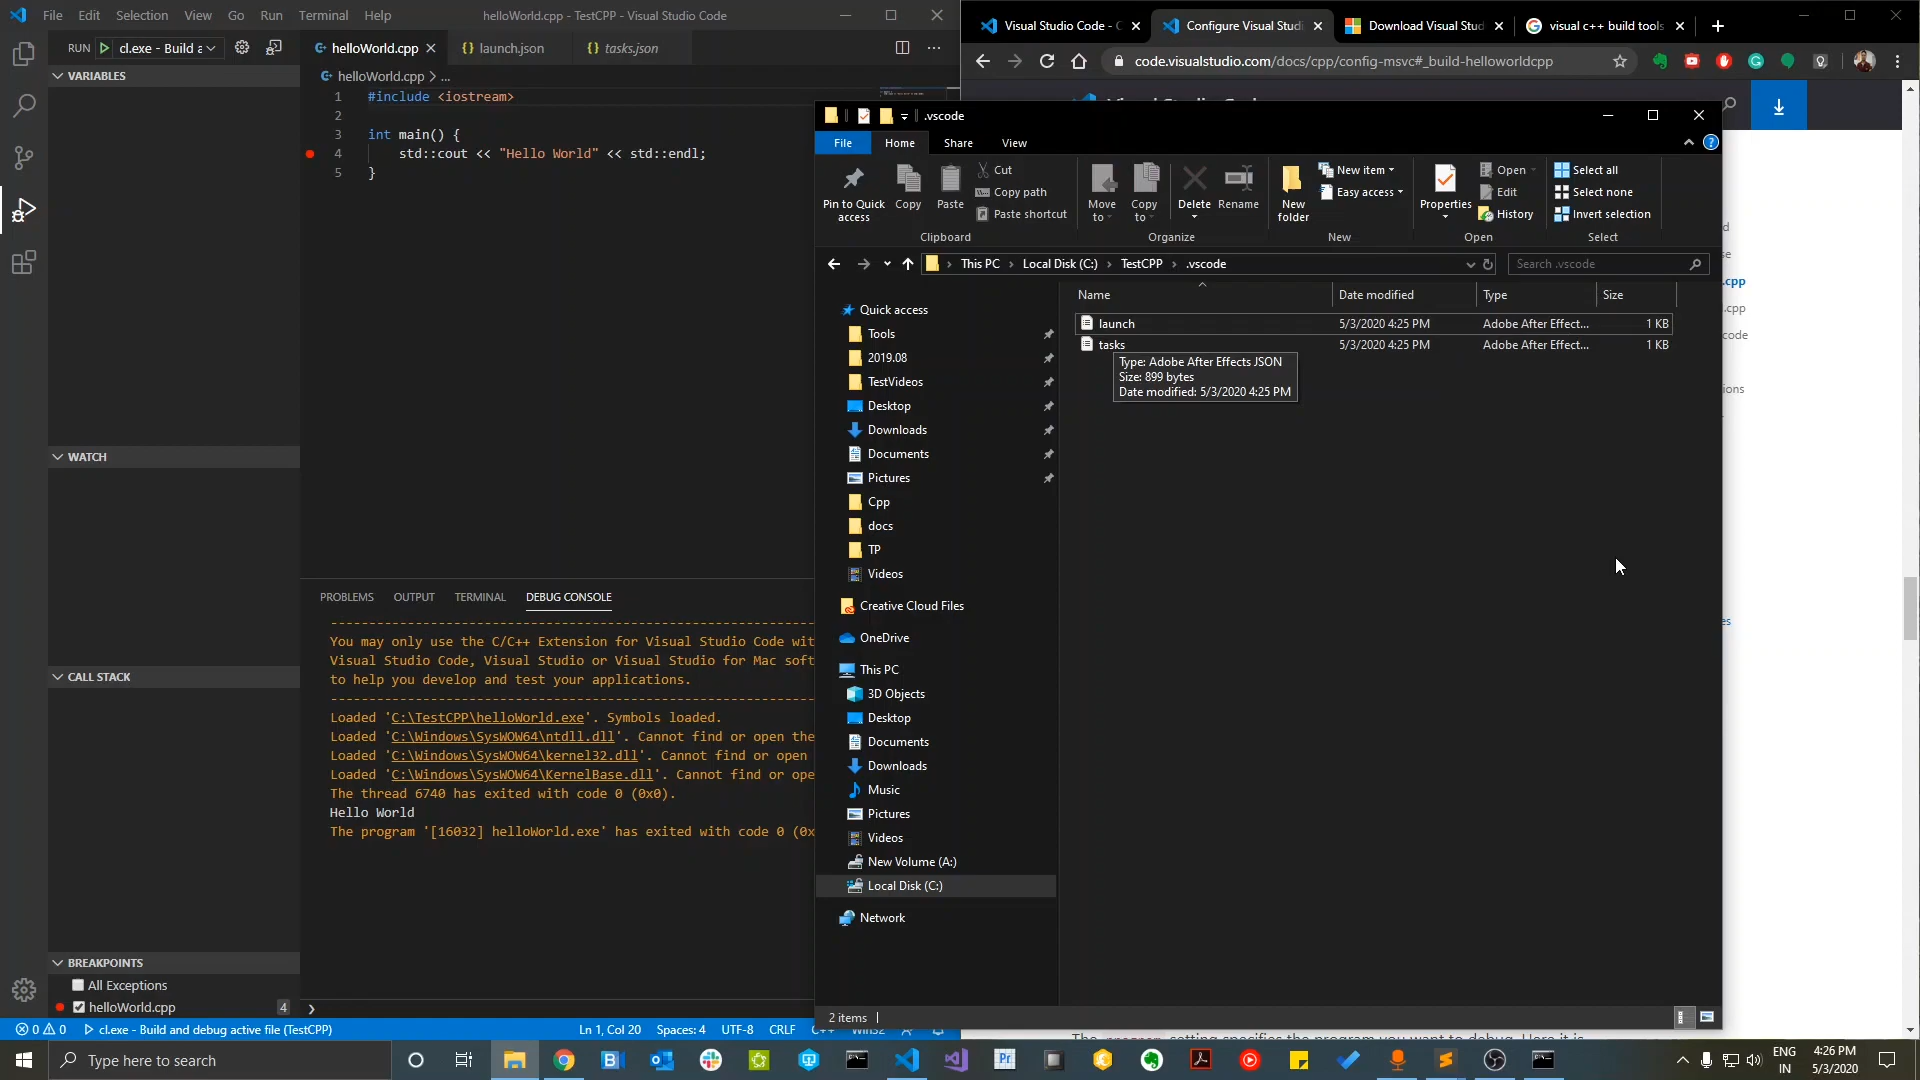 File Edit Selection View Go Run Terminal Help
helloWorld.cpp - TestCPP - Visual Studio Code
RUN cl.exe - Build a
helloWorld.cpp
launch.json
tasks.json
VARIABLES
helloWorld.cpp > ...
1 #include <iostream>
2
3 int main() {
4 std::cout << "Hello World" << std::endl;
5 }
WATCH
CALL STACK
BREAKPOINTS
All Exceptions
helloWorld.cpp 4
PROBLEMS OUTPUT TERMINAL DEBUG CONSOLE
You may only use the C/C++ Extension for Visual Studio Code wit
Visual Studio Code, Visual Studio or Visual Studio for Mac soft
to help you develop and test your applications.
Loaded 'C:\TestCPP\helloWorld.exe'. Symbols loaded.
Loaded 'C:\Windows\SysWOW64\ntdll.dll'. Cannot find or open the
Loaded 'C:\Windows\SysWOW64\kernel32.dll'. Cannot find or open
Loaded 'C:\Windows\SysWOW64\KernelBase.dll'. Cannot find or ope
The thread 6740 has exited with code 0 (0x0).
Hello World
The program '[16032] helloWorld.exe' has exited with code 0 (0x
0 0 cl.exe - Build and debug active file (TestCPP)
Ln 1, Col 20 Spaces: 4 UTF-8 CRLF C++ Win32
Visual Studio Code - C
Configure Visual Studi
Download Visual Stud
visual c++ build tools
code.visualstudio.com/docs/cpp/config-msvc#_build-helloworldcpp
.vscode
File Home Share View
Pin to Quick access
Copy
Paste
Cut
Copy path
Paste shortcut
Clipboard
Move to
Copy to
Delete
Rename
Organize
New folder
New item
Easy access
New
Properties
Open
Edit
History
Open
Select all
Select none
Invert selection
Select
This PC > Local Disk (C:) > TestCPP > .vscode
Search .vscode
Name Date modified Type Size
launch 5/3/2020 4:25 PM Adobe After Effect... 1 KB
tasks 5/3/2020 4:25 PM Adobe After Effect... 1 KB
Type: Adobe After Effects JSON
Size: 899 bytes
Date modified: 5/3/2020 4:25 PM
Quick access
Tools
2019.08
TestVideos
Desktop
Downloads
Documents
Pictures
Cpp
docs
TP
Videos
Creative Cloud Files
OneDrive
This PC
3D Objects
Desktop
Documents
Downloads
Music
Pictures
Videos
New Volume (A:)
Local Disk (C:)
Network
2 items
d
se
.cpp
.cpp
code
ions
es
Type here to search
ENG
IN
4:26 PM
5/3/2020